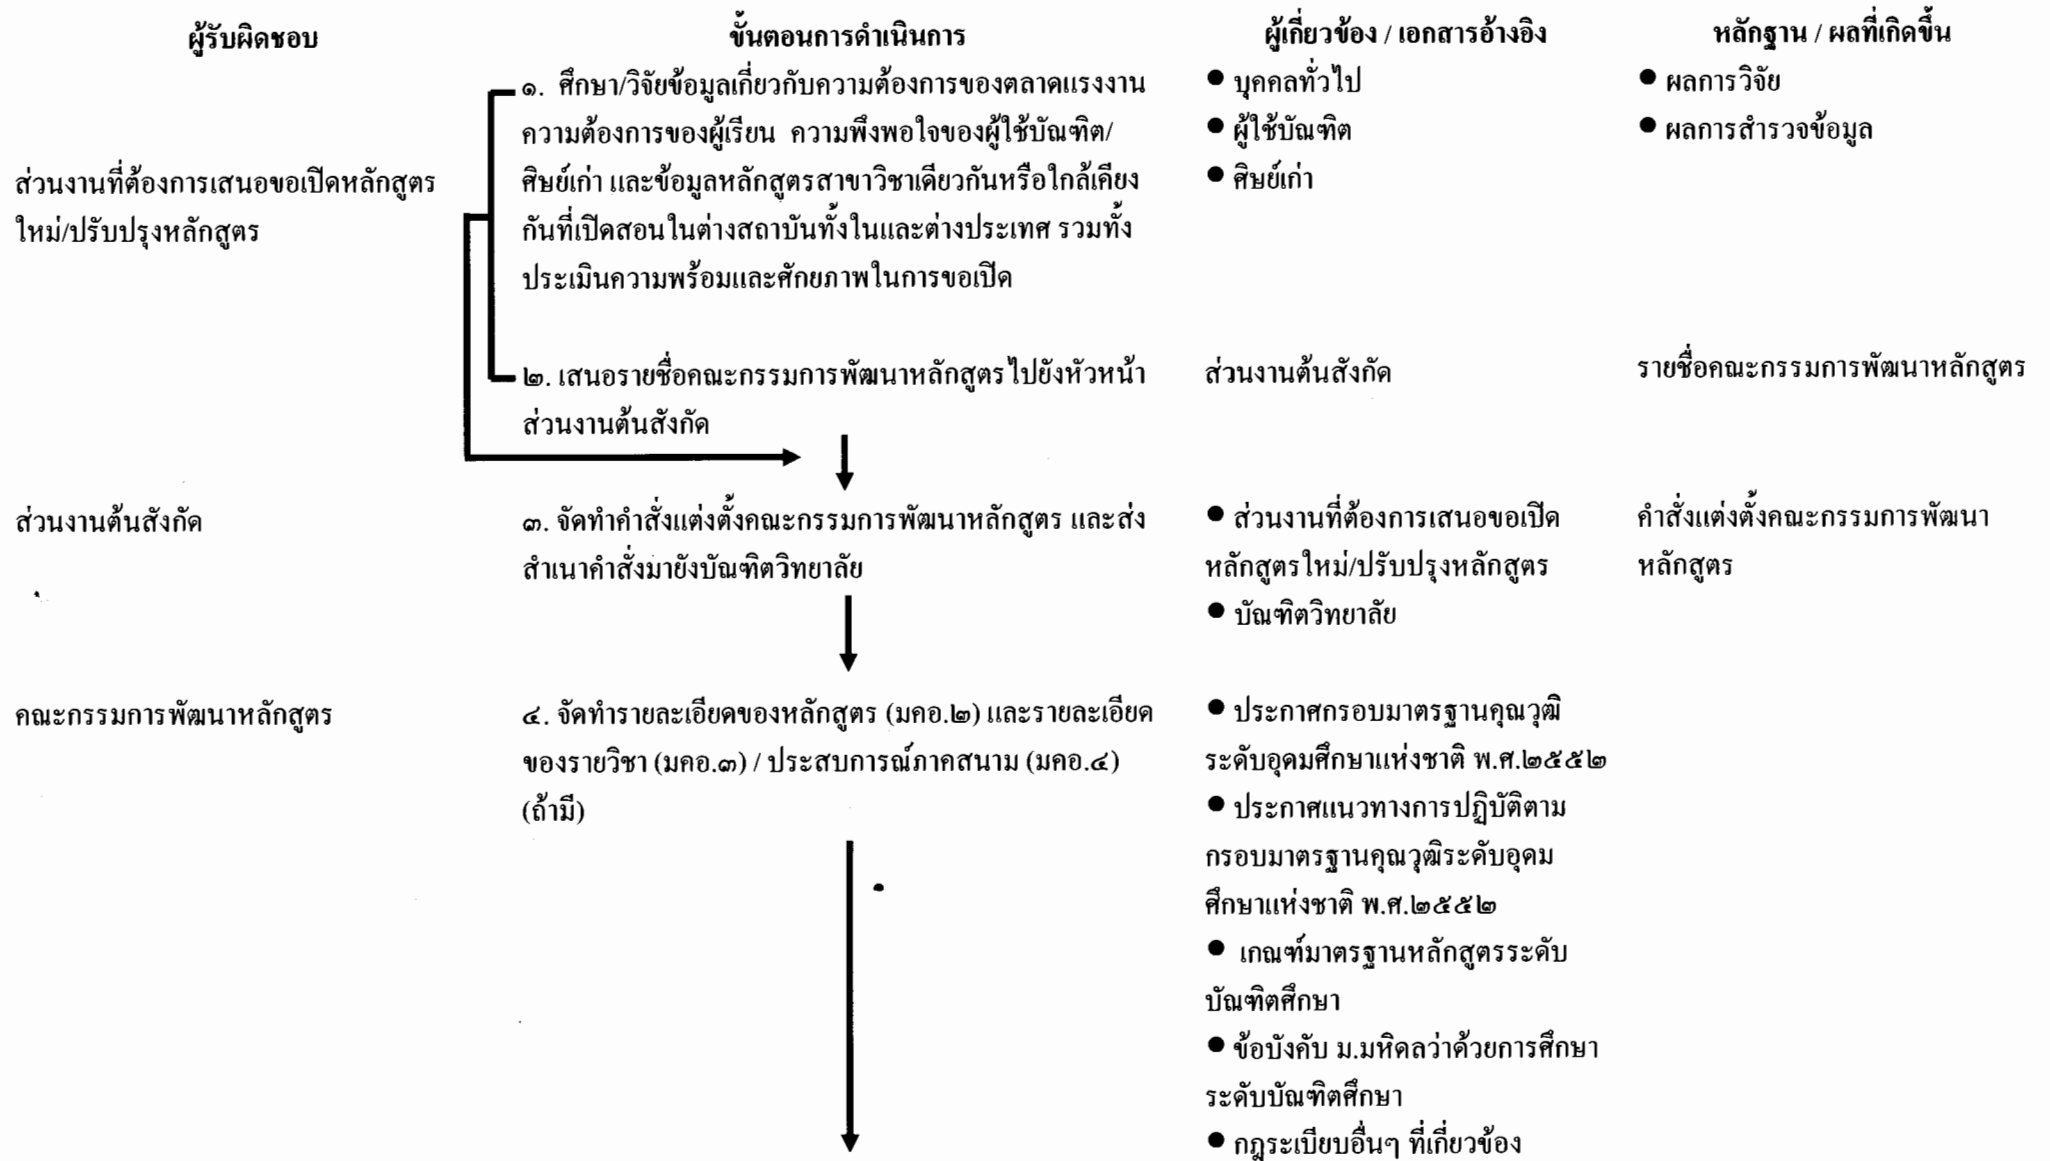 ผู้รับผิดชอบ
ขั้นตอนการดำเนินการ
ผู้เกี่ยวข้อง / เอกสารอ้างอิง
หลักฐาน / ผลที่เกิดขึ้น
ส่วนงานที่ต้องการเสนอขอเปิดหลักสูตร
ใหม่/ปรับปรุงหลักสูตร
๑. ศึกษา/วิจัยข้อมูลเกี่ยวกับความต้องการของตลาดแรงงาน
ความต้องการของผู้เรียน ความพึงพอใจของผู้ใช้บัณฑิต/
ศิษย์เก่า และข้อมูลหลักสูตรสาขาวิชาเดียวกันหรือใกล้เคียง
กันที่เปิดสอนในต่างสถาบันทั้งในและต่างประเทศ รวมทั้ง
ประเมินความพร้อมและศักยภาพในการขอเปิด
● บุคคลทั่วไป
● ผู้ใช้บัณฑิต
● ศิษย์เก่า
● ผลการวิจัย
● ผลการสำรวจข้อมูล
๒. เสนอรายชื่อคณะกรรมการพัฒนาหลักสูตรไปยังหัวหน้า
ส่วนงานต้นสังกัด
ส่วนงานต้นสังกัด
รายชื่อคณะกรรมการพัฒนาหลักสูตร
ส่วนงานต้นสังกัด
๓. จัดทำคำสั่งแต่งตั้งคณะกรรมการพัฒนาหลักสูตร และส่ง
สำเนาคำสั่งมายังบัณฑิตวิทยาลัย
● ส่วนงานที่ต้องการเสนอขอเปิด
หลักสูตรใหม่/ปรับปรุงหลักสูตร
● บัณฑิตวิทยาลัย
คำสั่งแต่งตั้งคณะกรรมการพัฒนา
หลักสูตร
คณะกรรมการพัฒนาหลักสูตร
๔. จัดทำรายละเอียดของหลักสูตร (มคอ.๒) และรายละเอียด
ของรายวิชา (มคอ.๓) / ประสบการณ์ภาคสนาม (มคอ.๔)
(ถ้ามี)
● ประกาศกรอบมาตรฐานคุณวุฒิ
ระดับอุดมศึกษาแห่งชาติ พ.ศ.๒๕๕๒
● ประกาศแนวทางการปฏิบัติตาม
กรอบมาตรฐานคุณวุฒิระดับอุดม
ศึกษาแห่งชาติ พ.ศ.๒๕๕๒
● เกณฑ์มาตรฐานหลักสูตรระดับ
บัณฑิตศึกษา
● ข้อบังคับ ม.มหิดลว่าด้วยการศึกษา
ระดับบัณฑิตศึกษา
● กฎระเบียบอื่นๆ ที่เกี่ยวข้อง